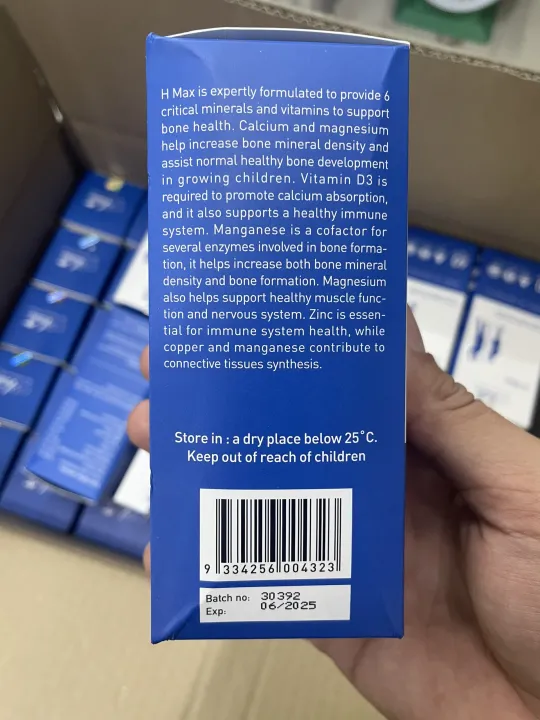 H Max is expertly formulated to provide 6
critical minerals and vitamins to support
bone health. Calcium and magnesium
help increase bone mineral density and
assist normal healthy bone development
in growing children. Vitamin D3 is
required to promote calcium absorption,
and it also supports a healthy immune
system. Manganese is a cofactor for
several enzymes involved in bone forma-
tion, it helps increase both bone mineral
density and bone formation. Magnesium
also helps support healthy muscle func-
tion and nervous system. Zinc is essen-
tial for immune system health, while
copper and manganese contribute to
connective tissues synthesis.
Store in : a dry place below 25°C.
Keep out of reach of children
9 334256 004323
Batch no: 30392
Exp: 06/2025